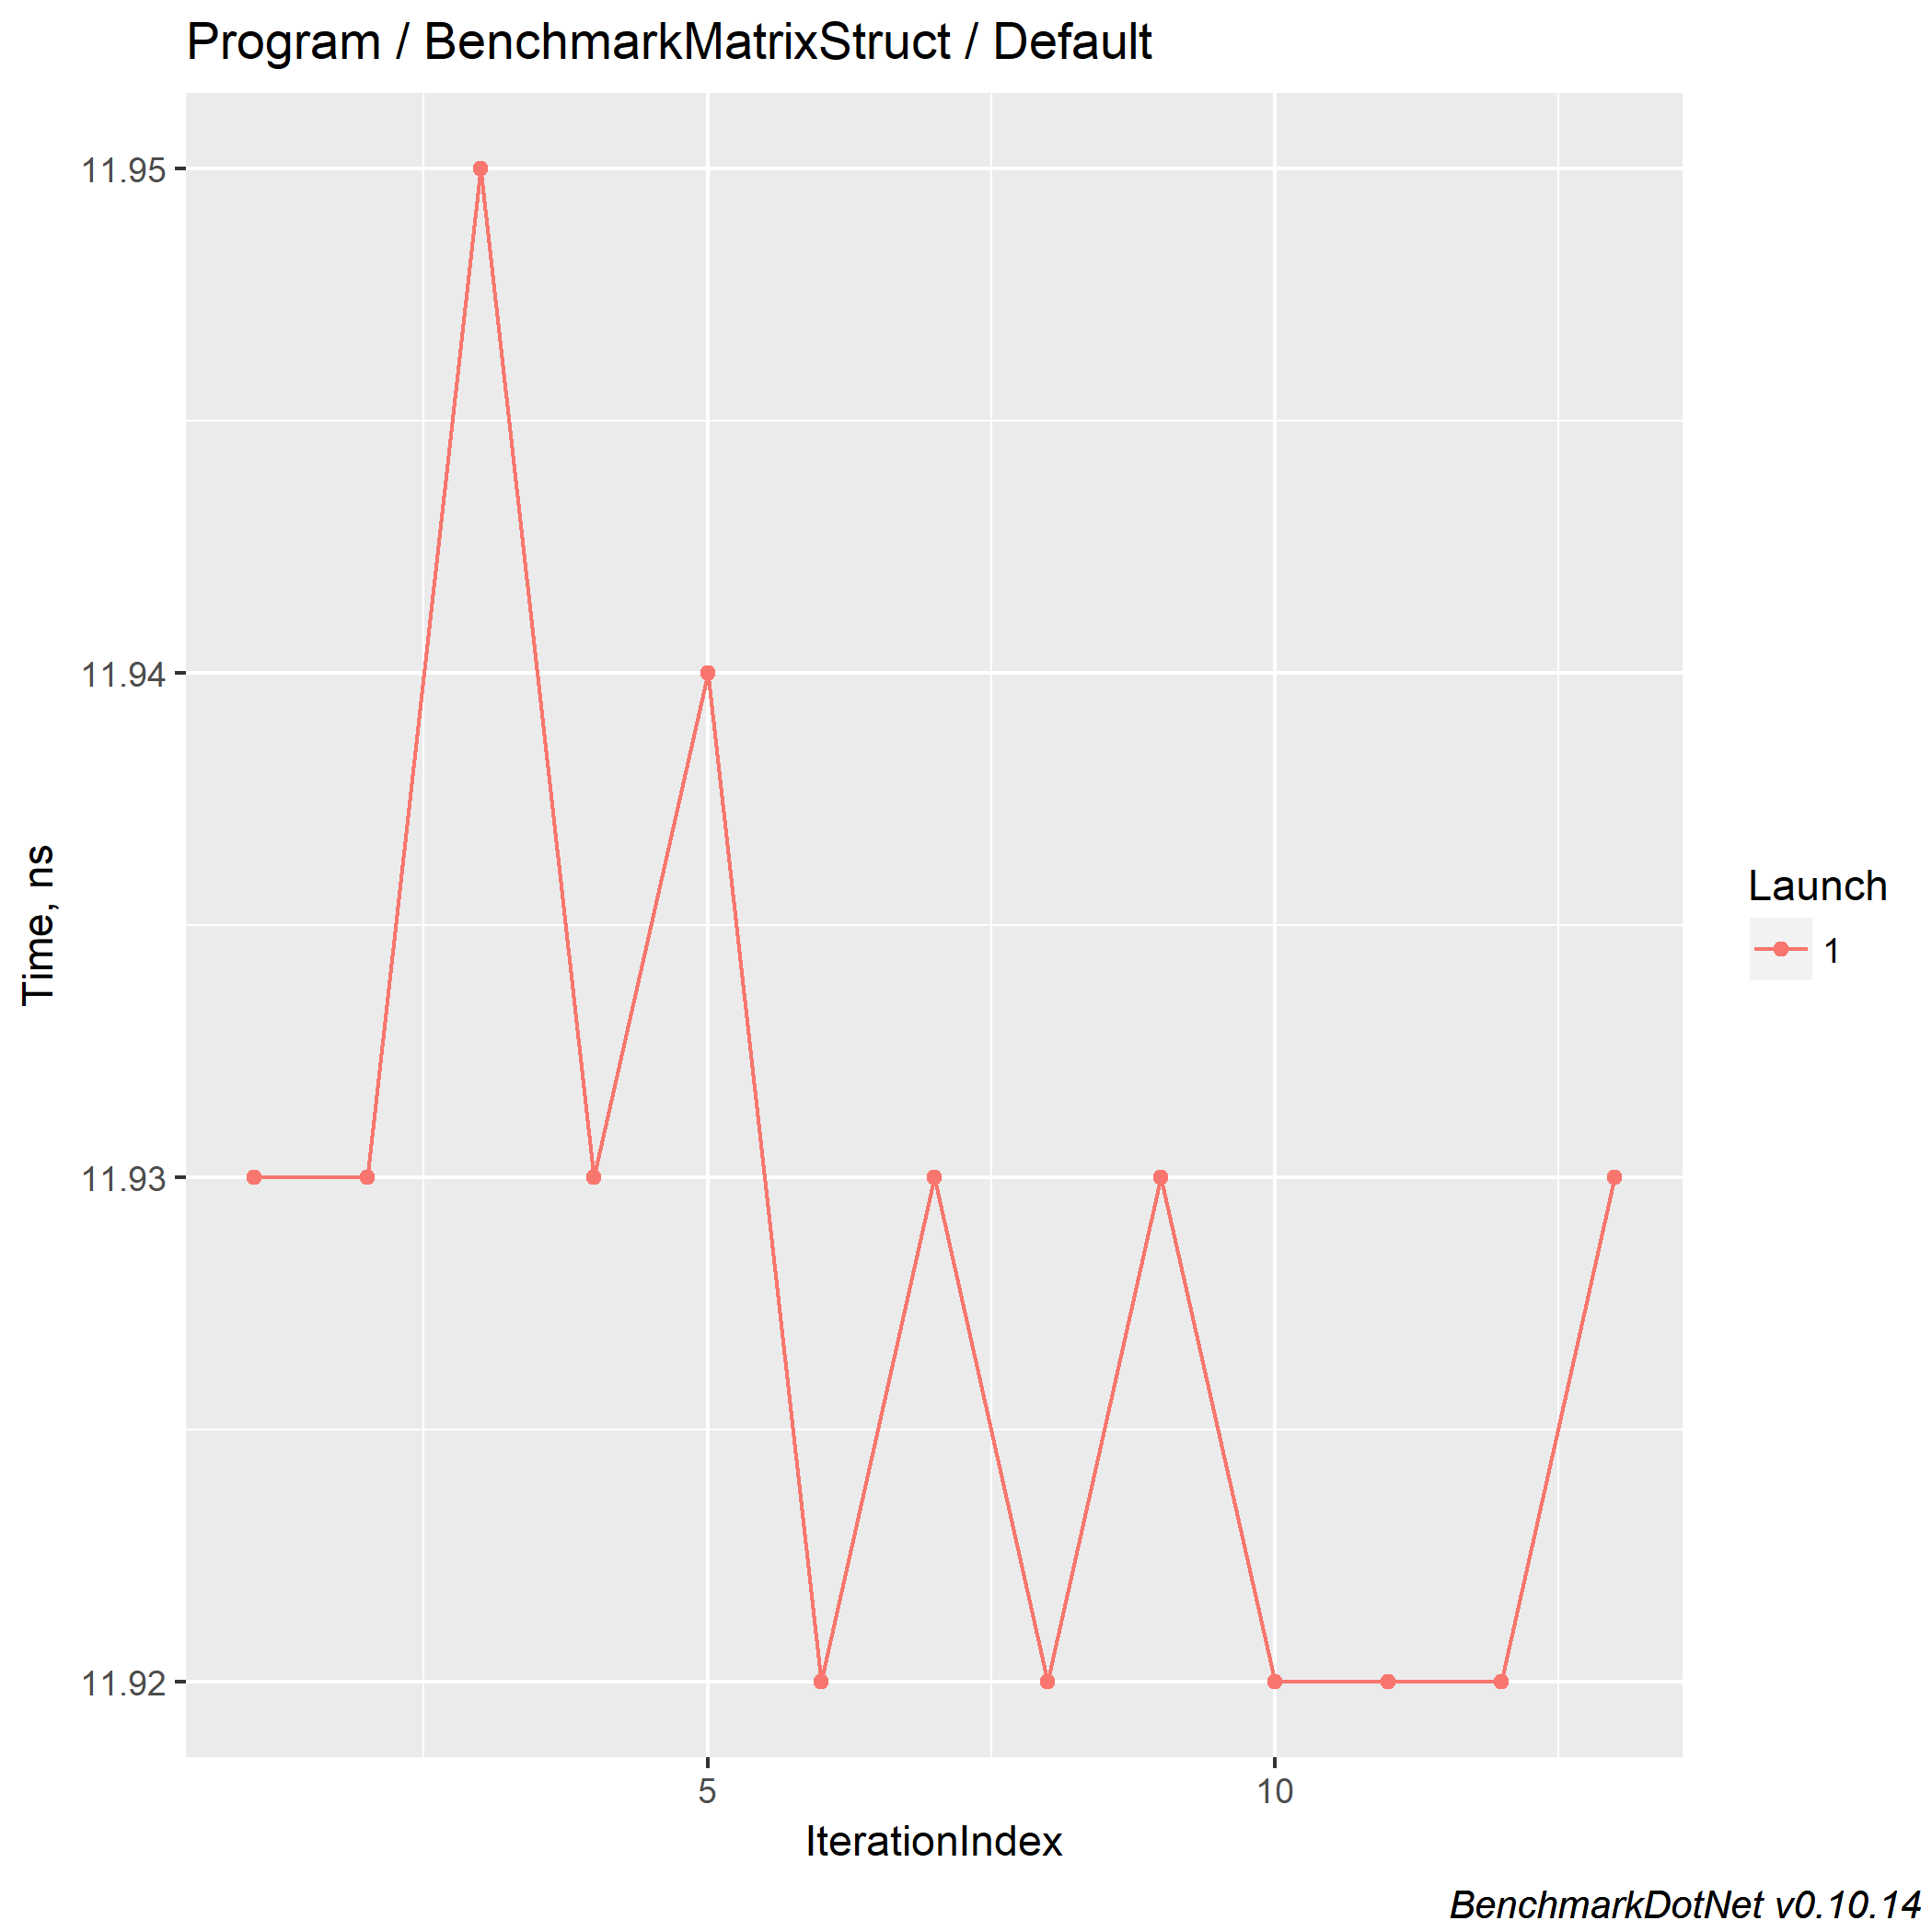 Program / BenchmarkMatrixStruct / Default
11.95
11.94
11.93
11.92
Time, ns
5
10
IterationIndex
Launch
1
BenchmarkDotNet v0.10.14